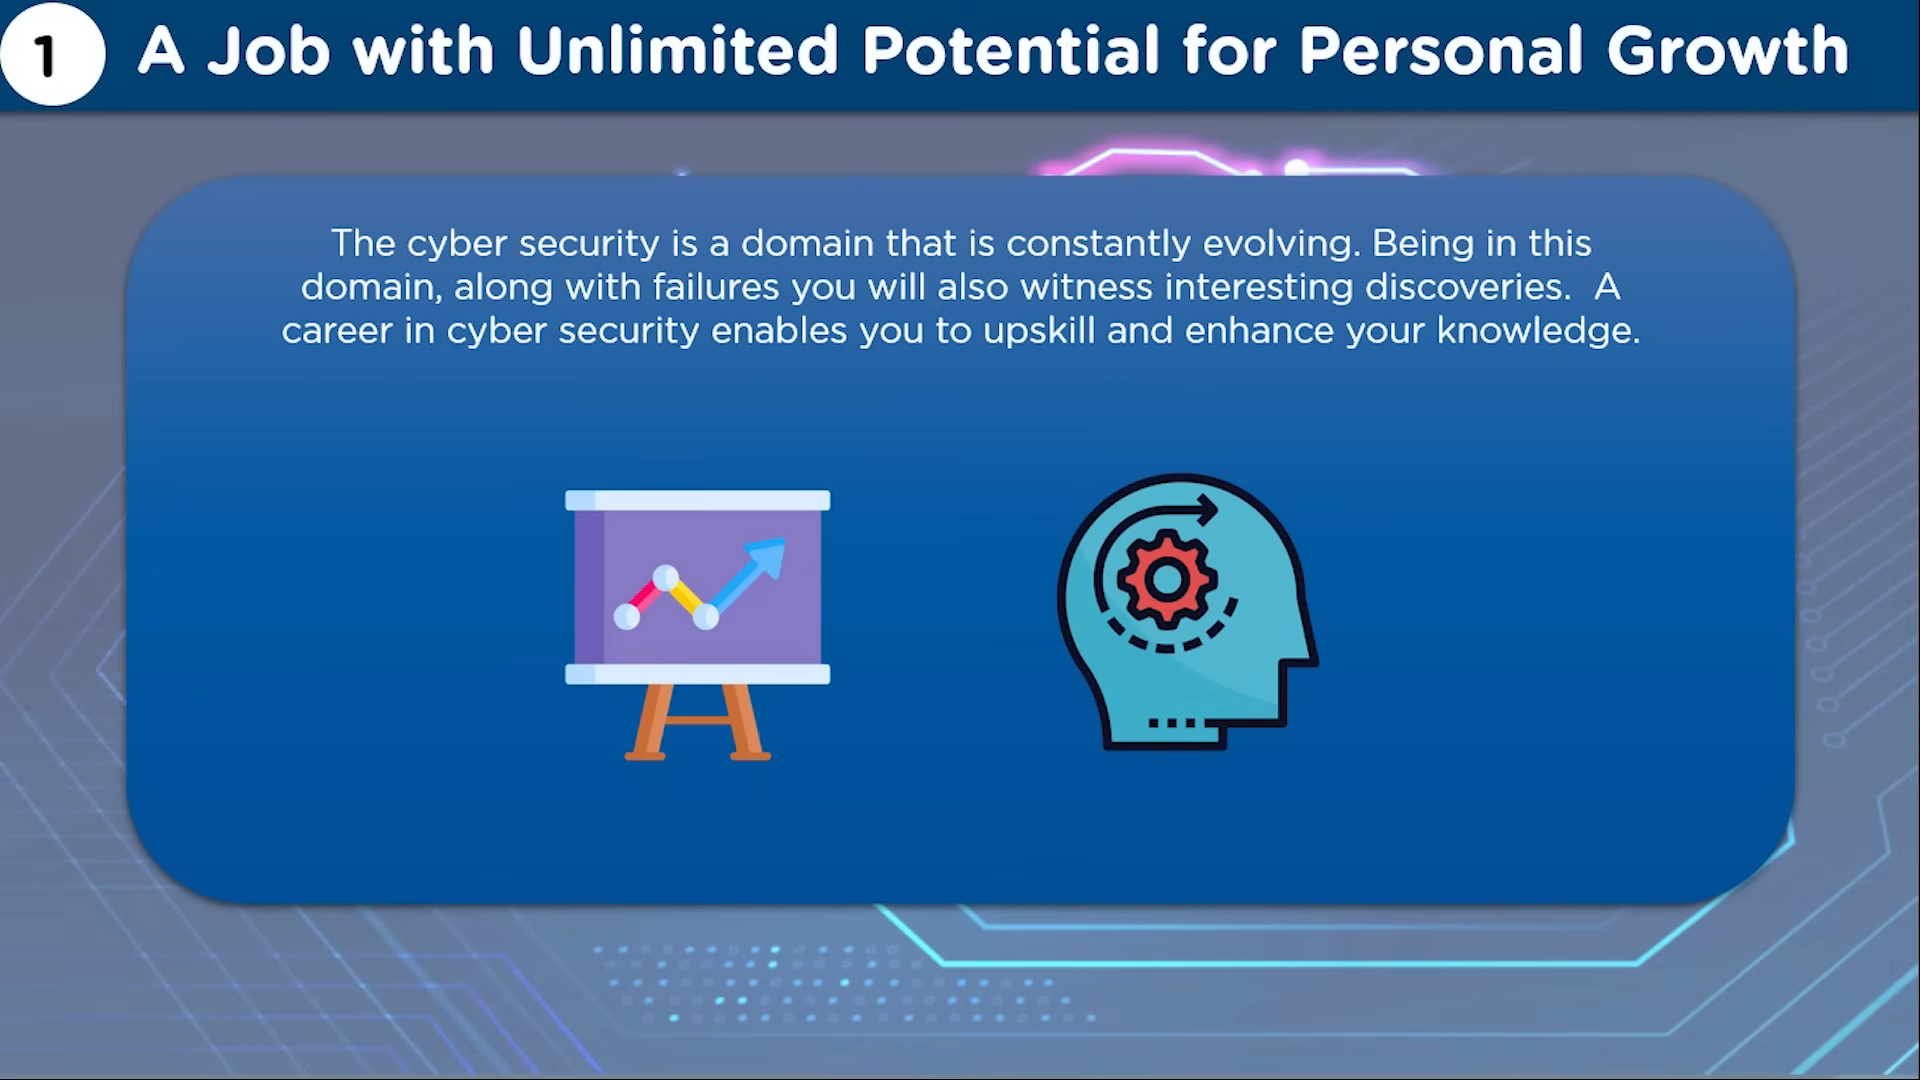 1 A Job with Unlimited Potential for Personal Growth
The cyber security is a domain that is constantly evolving. Being in this
domain, along with failures you will also witness interesting discoveries. A
career in cyber security enables you to upskill and enhance your knowledge.